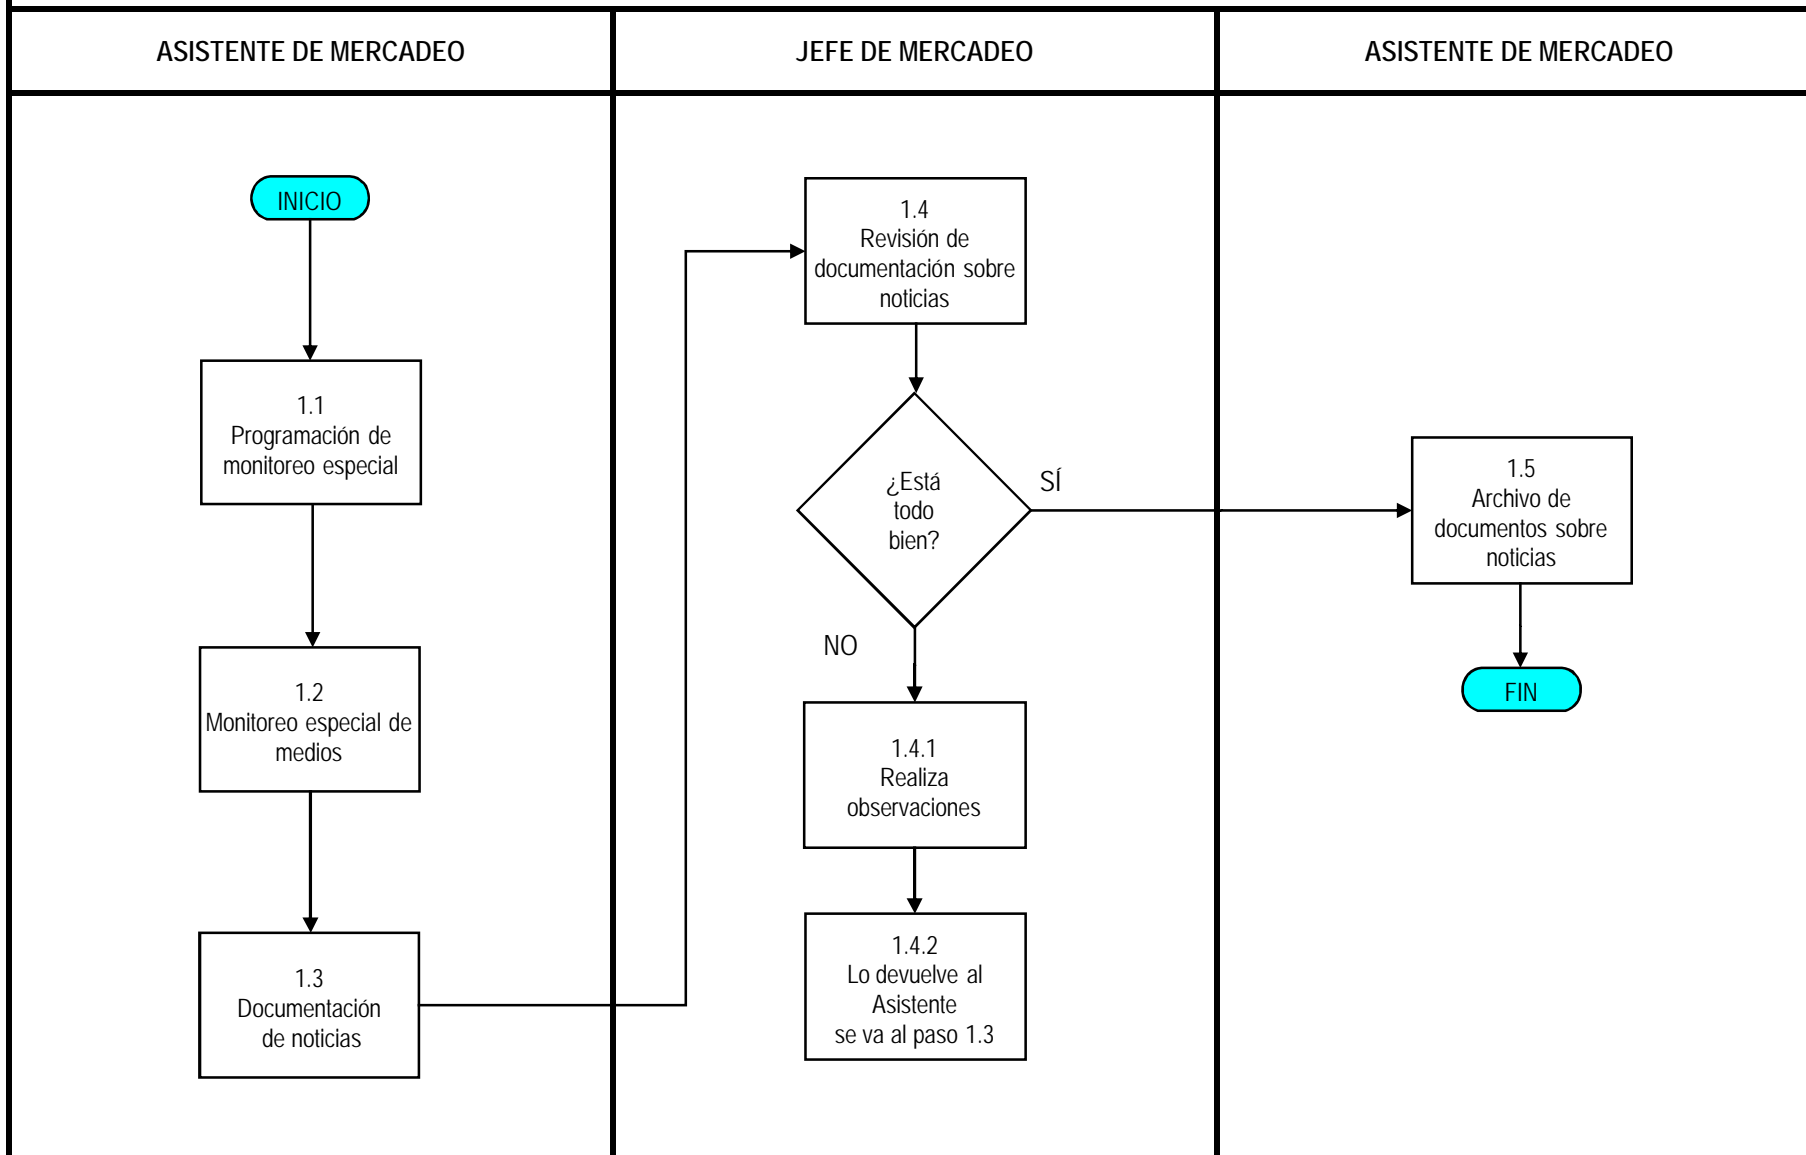 ASISTENTE DE MERCADEO
JEFE DE MERCADEO
ASISTENTE DE MERCADEO
INICIO
1.1
Programación de
monitoreo especial
1.2
Monitoreo especial de
medios
1.3
Documentación
de noticias
1.4
Revisión de
documentación sobre
noticias
¿Está
todo
bien?
SÍ
NO
1.4.1
Realiza
observaciones
1.4.2
Lo devuelve al
Asistente
se va al paso 1.3
1.5
Archivo de
documentos sobre
noticias
FIN